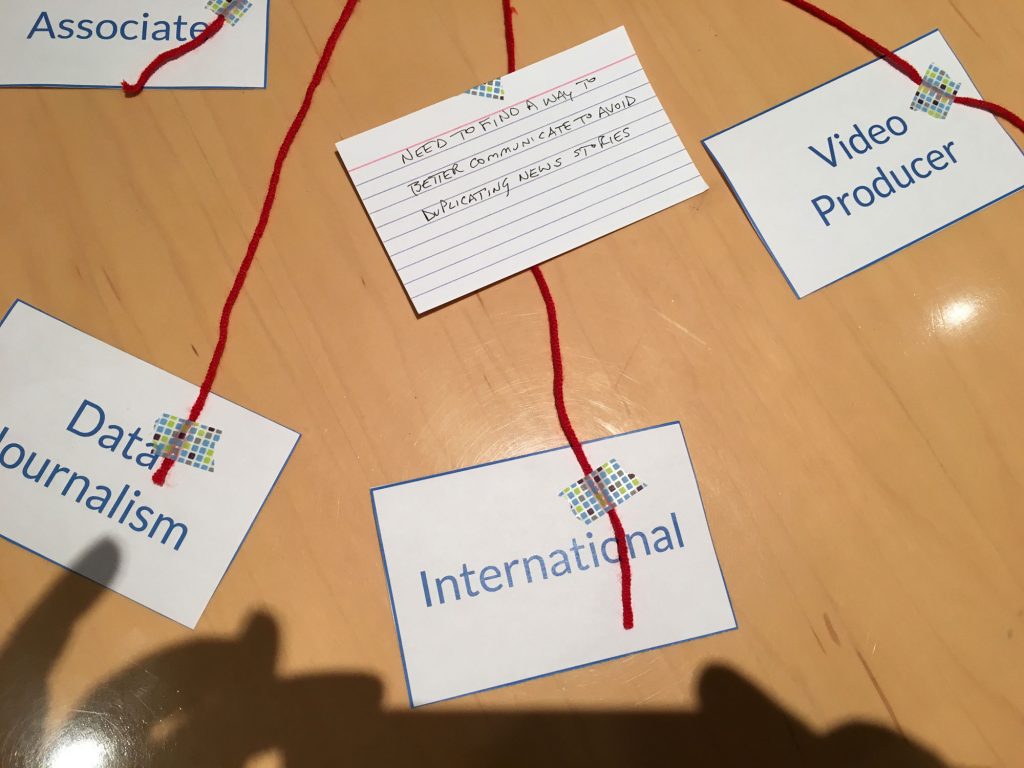 Associate
NEED TO FIND A WAY TO
BETTER COMMUNICATE TO AVOID
DUPLICATING NEWS STORIES
Video
Producer
Data
Journalism
International